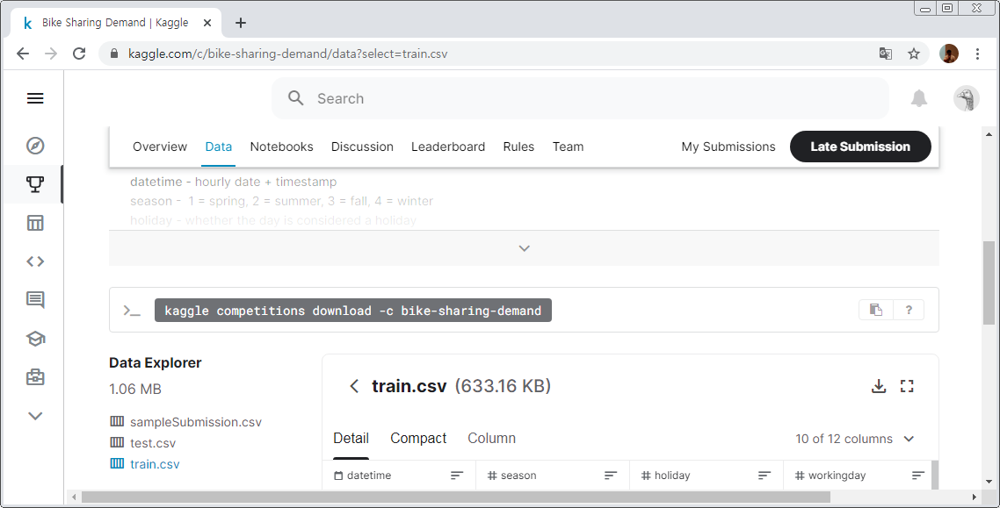 Bike Sharing Demand | Kaggle
kaggle.com/c/bike-sharing-demand/data?select=train.csv
Search
Overview Data Notebooks Discussion Leaderboard Rules Team My Submissions Late Submission
datetime - hourly date + timestamp
season - 1 = spring, 2 = summer, 3 = fall, 4 = winter
holiday - whether the day is considered a holiday
>_ kaggle competitions download -c bike-sharing-demand ?
Data Explorer
1.06 MB
sampleSubmission.csv
test.csv
train.csv
train.csv (633.16 KB)
Detail Compact Column 10 of 12 columns
datetime # season # holiday # workingday